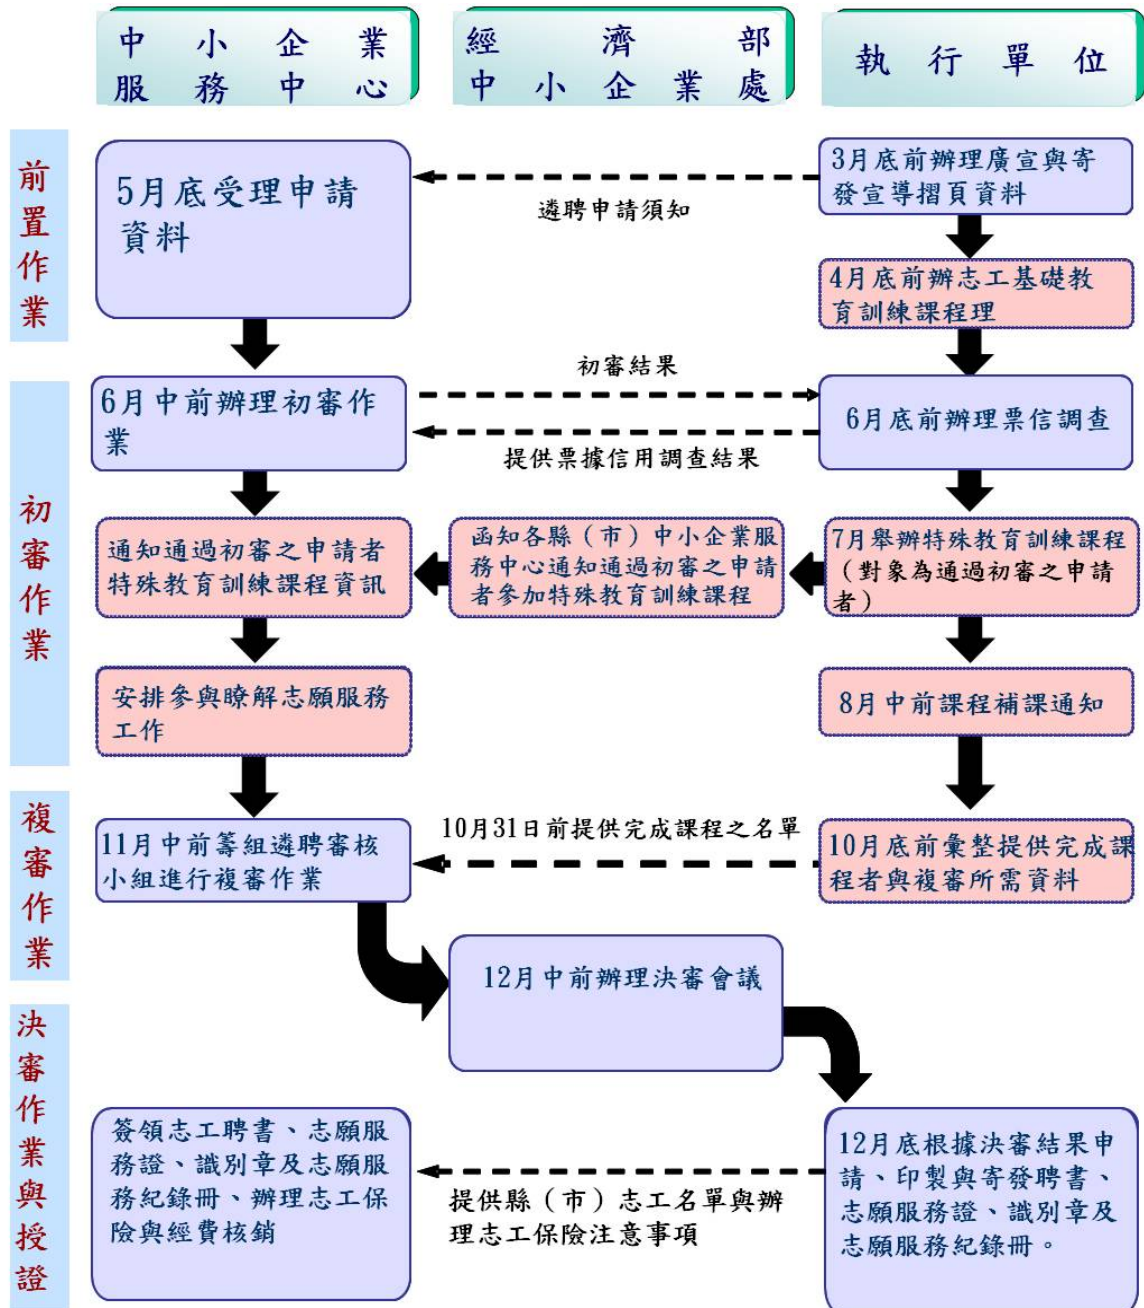 中小企業
服務中心
經濟部
中小企業處
執行單位
前置作業
5月底受理申請
資料
遴聘申請須知
3月底前辦理廣宣與寄
發宣導摺頁資料
4月底前辦志工基礎教
育訓練課程理
初審作業
6月中前辦理初審作
業
初審結果
提供票據信用調查結果
6月底前辦理票信調查
通知通過初審之申請者
特殊教育訓練課程資訊
函知各縣（市）中小企業服
務中心通知通過初審之申請
者參加特殊教育訓練課程
7月舉辦特殊教育訓練課程
（對象為通過初審之申請
者）
安排參與瞭解志願服務
工作
8月中前課程補課通知
複審作業
11月中前籌組遴聘審核
小組進行複審作業
10月31日前提供完成課程之名單
10月底前彙整提供完成課
程者與複審所需資料
12月中前辦理決審會議
決審作業與授證
簽領志工聘書、志願服
務證、識別章及志願服
務紀錄冊、辦理志工保
險與經費核銷
提供縣（市）志工名單與辦
理志工保險注意事項
12月底根據決審結果申
請、印製與寄發聘書、
志願服務證、識別章及
志願服務紀錄冊。